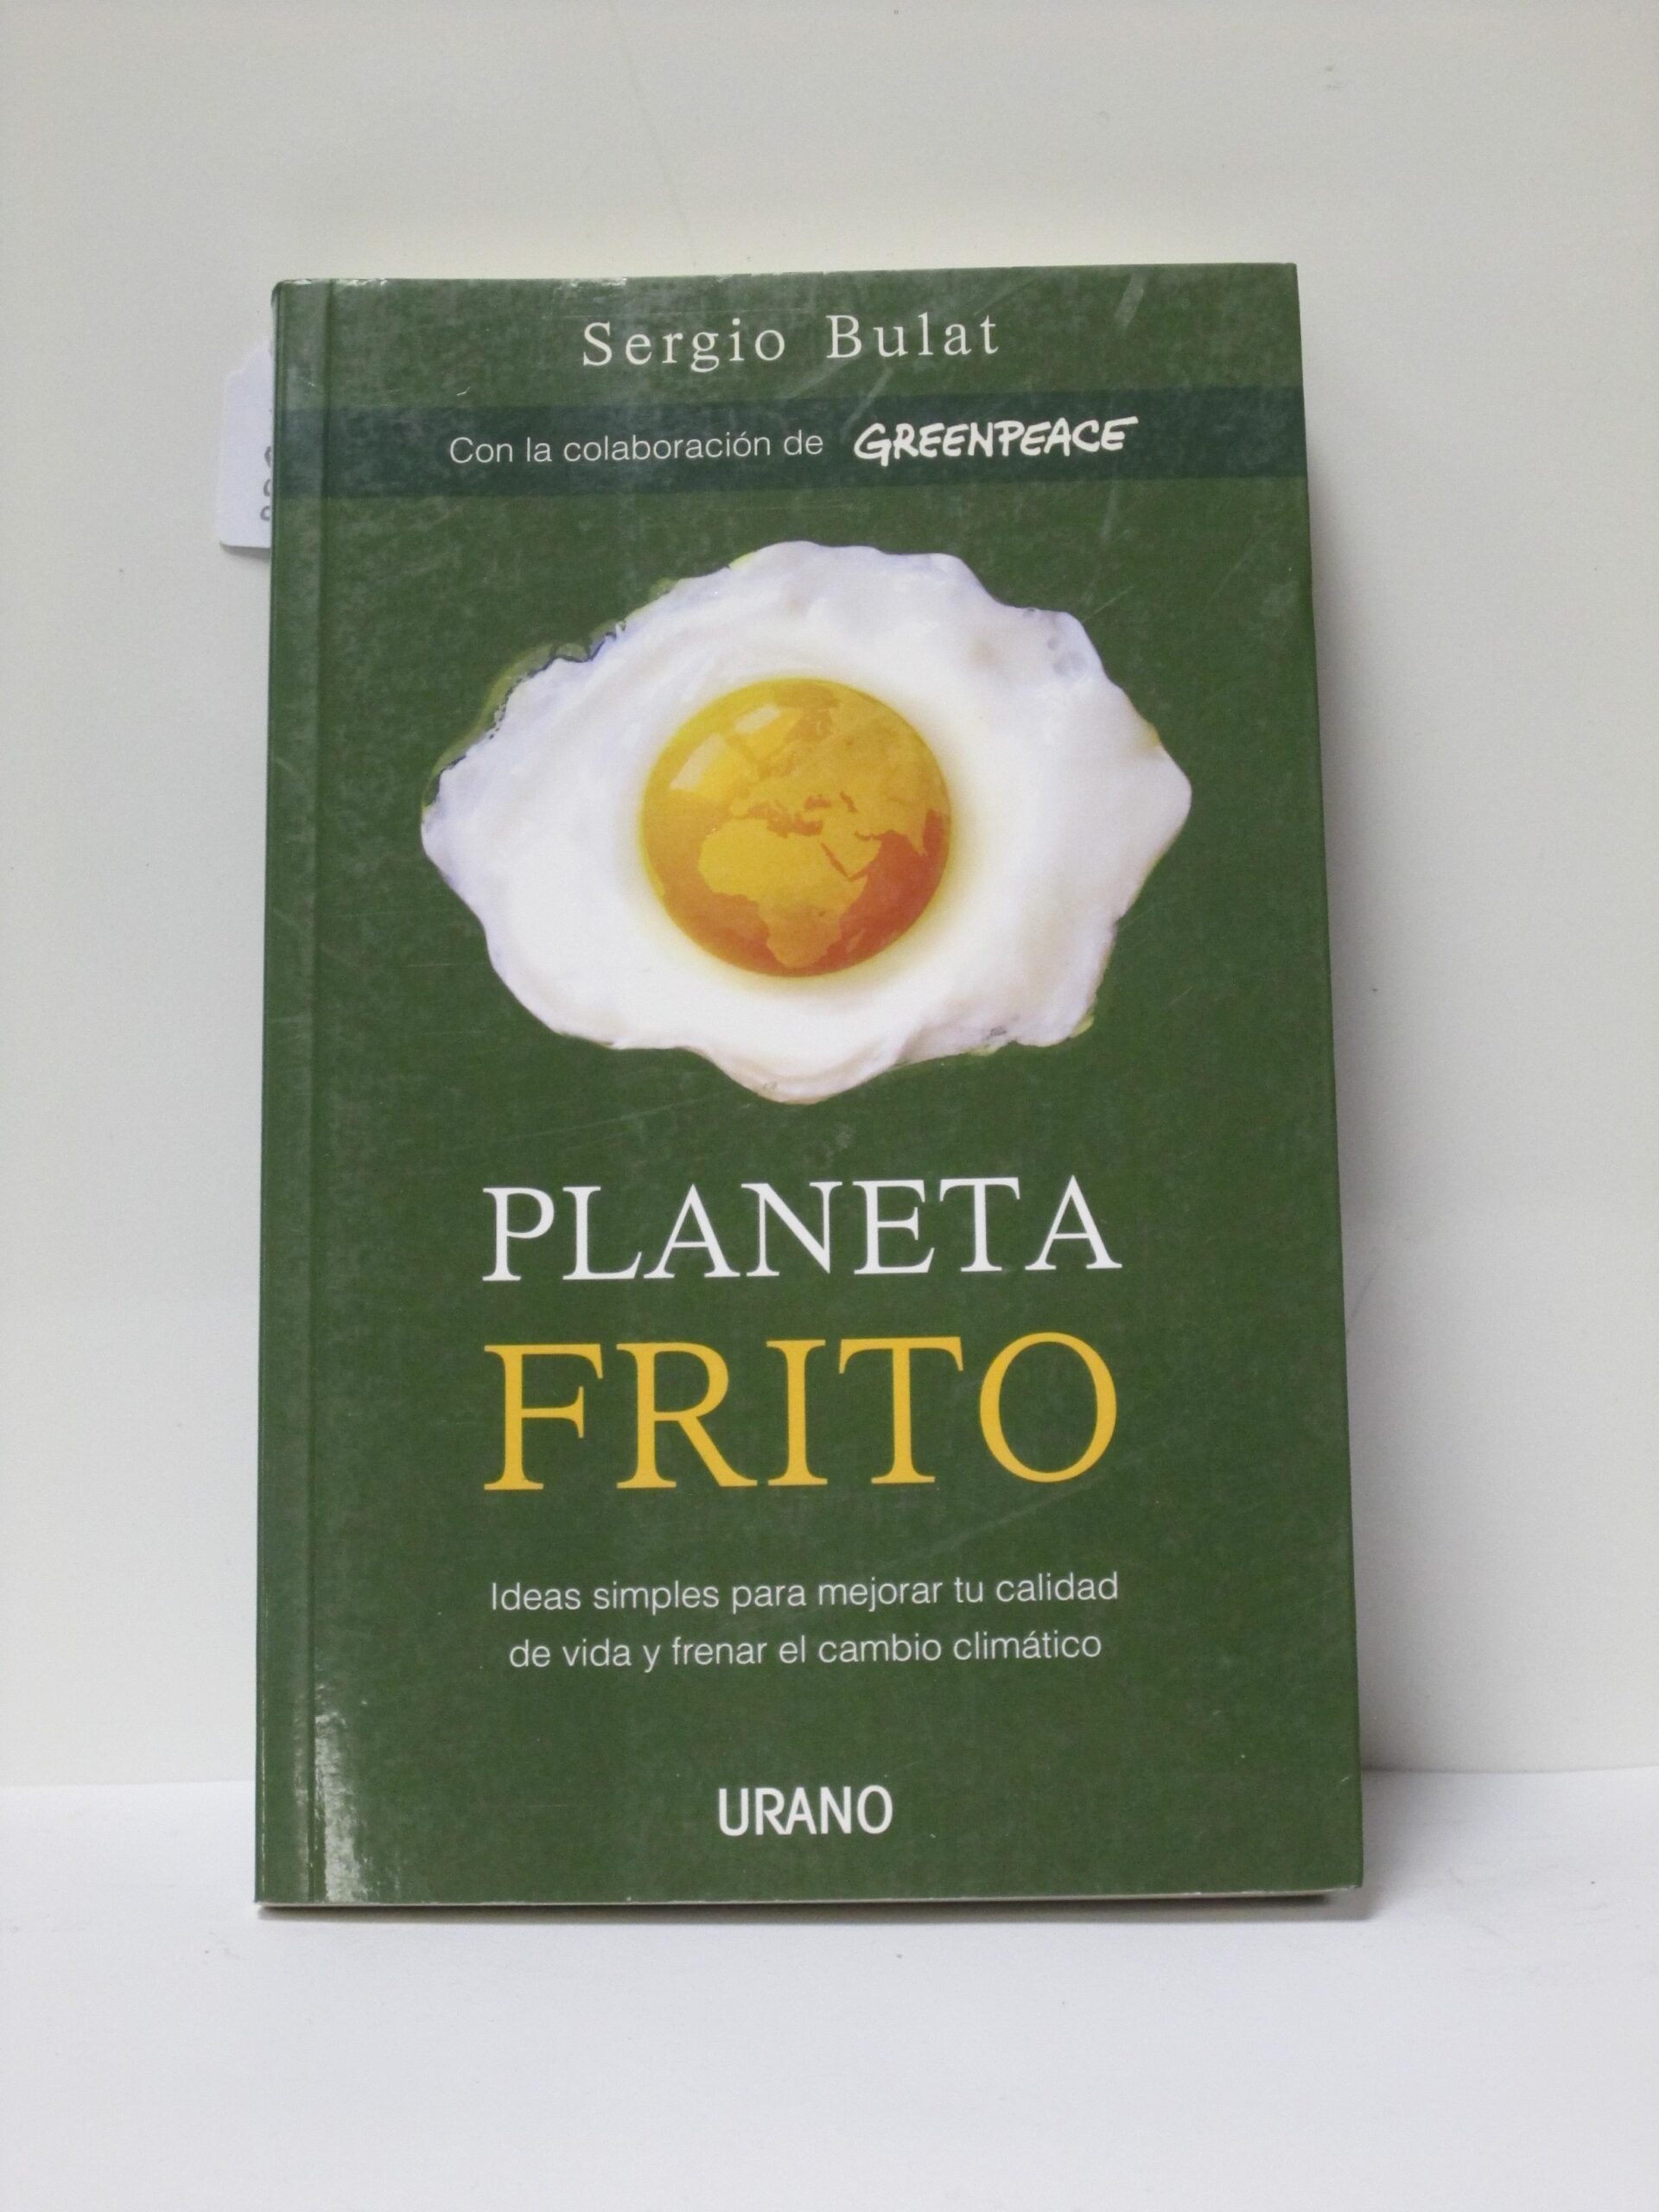 Sergio Bulat
Con la colaboración de GREENPEACE
PLANETA
FRITO
Ideas simples para mejorar tu calidad
de vida y frenar el cambio climático
URANO